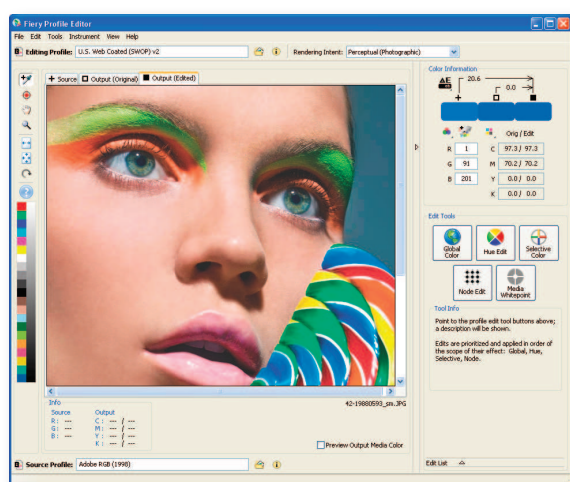 Fiery Profile Editor
File Edit Tools Instrument View Help
Editing Profile: U.S. Web Coated (SWOP) v2
Rendering Intent: Perceptual (Photographic)
Source Output (Original) Output (Edited)
Color Information
ΔE 20.6
0.0
Orig / Edit
R 1 C 97.3 / 97.3
G 91 M 70.2 / 70.2
B 201 Y 0.0 / 0.0
K 0.0 / 0.0
Edit Tools
Global Color
Hue Edit
Selective Color
Node Edit
Media Whitepoint
Tool Info
Point to the profile edit tool buttons above;
a description will be shown.
Edits are prioritized and applied in order of
the scope of their effect: Global, Hue,
Selective, Node.
Info
42-19880593_sm.JPG
Source Output
R: --- C: --- / ---
G: --- M: --- / ---
B: --- Y: --- / ---
K: --- / ---
Preview Output Media Color
Source Profile: Adobe RGB (1998)
Edit List